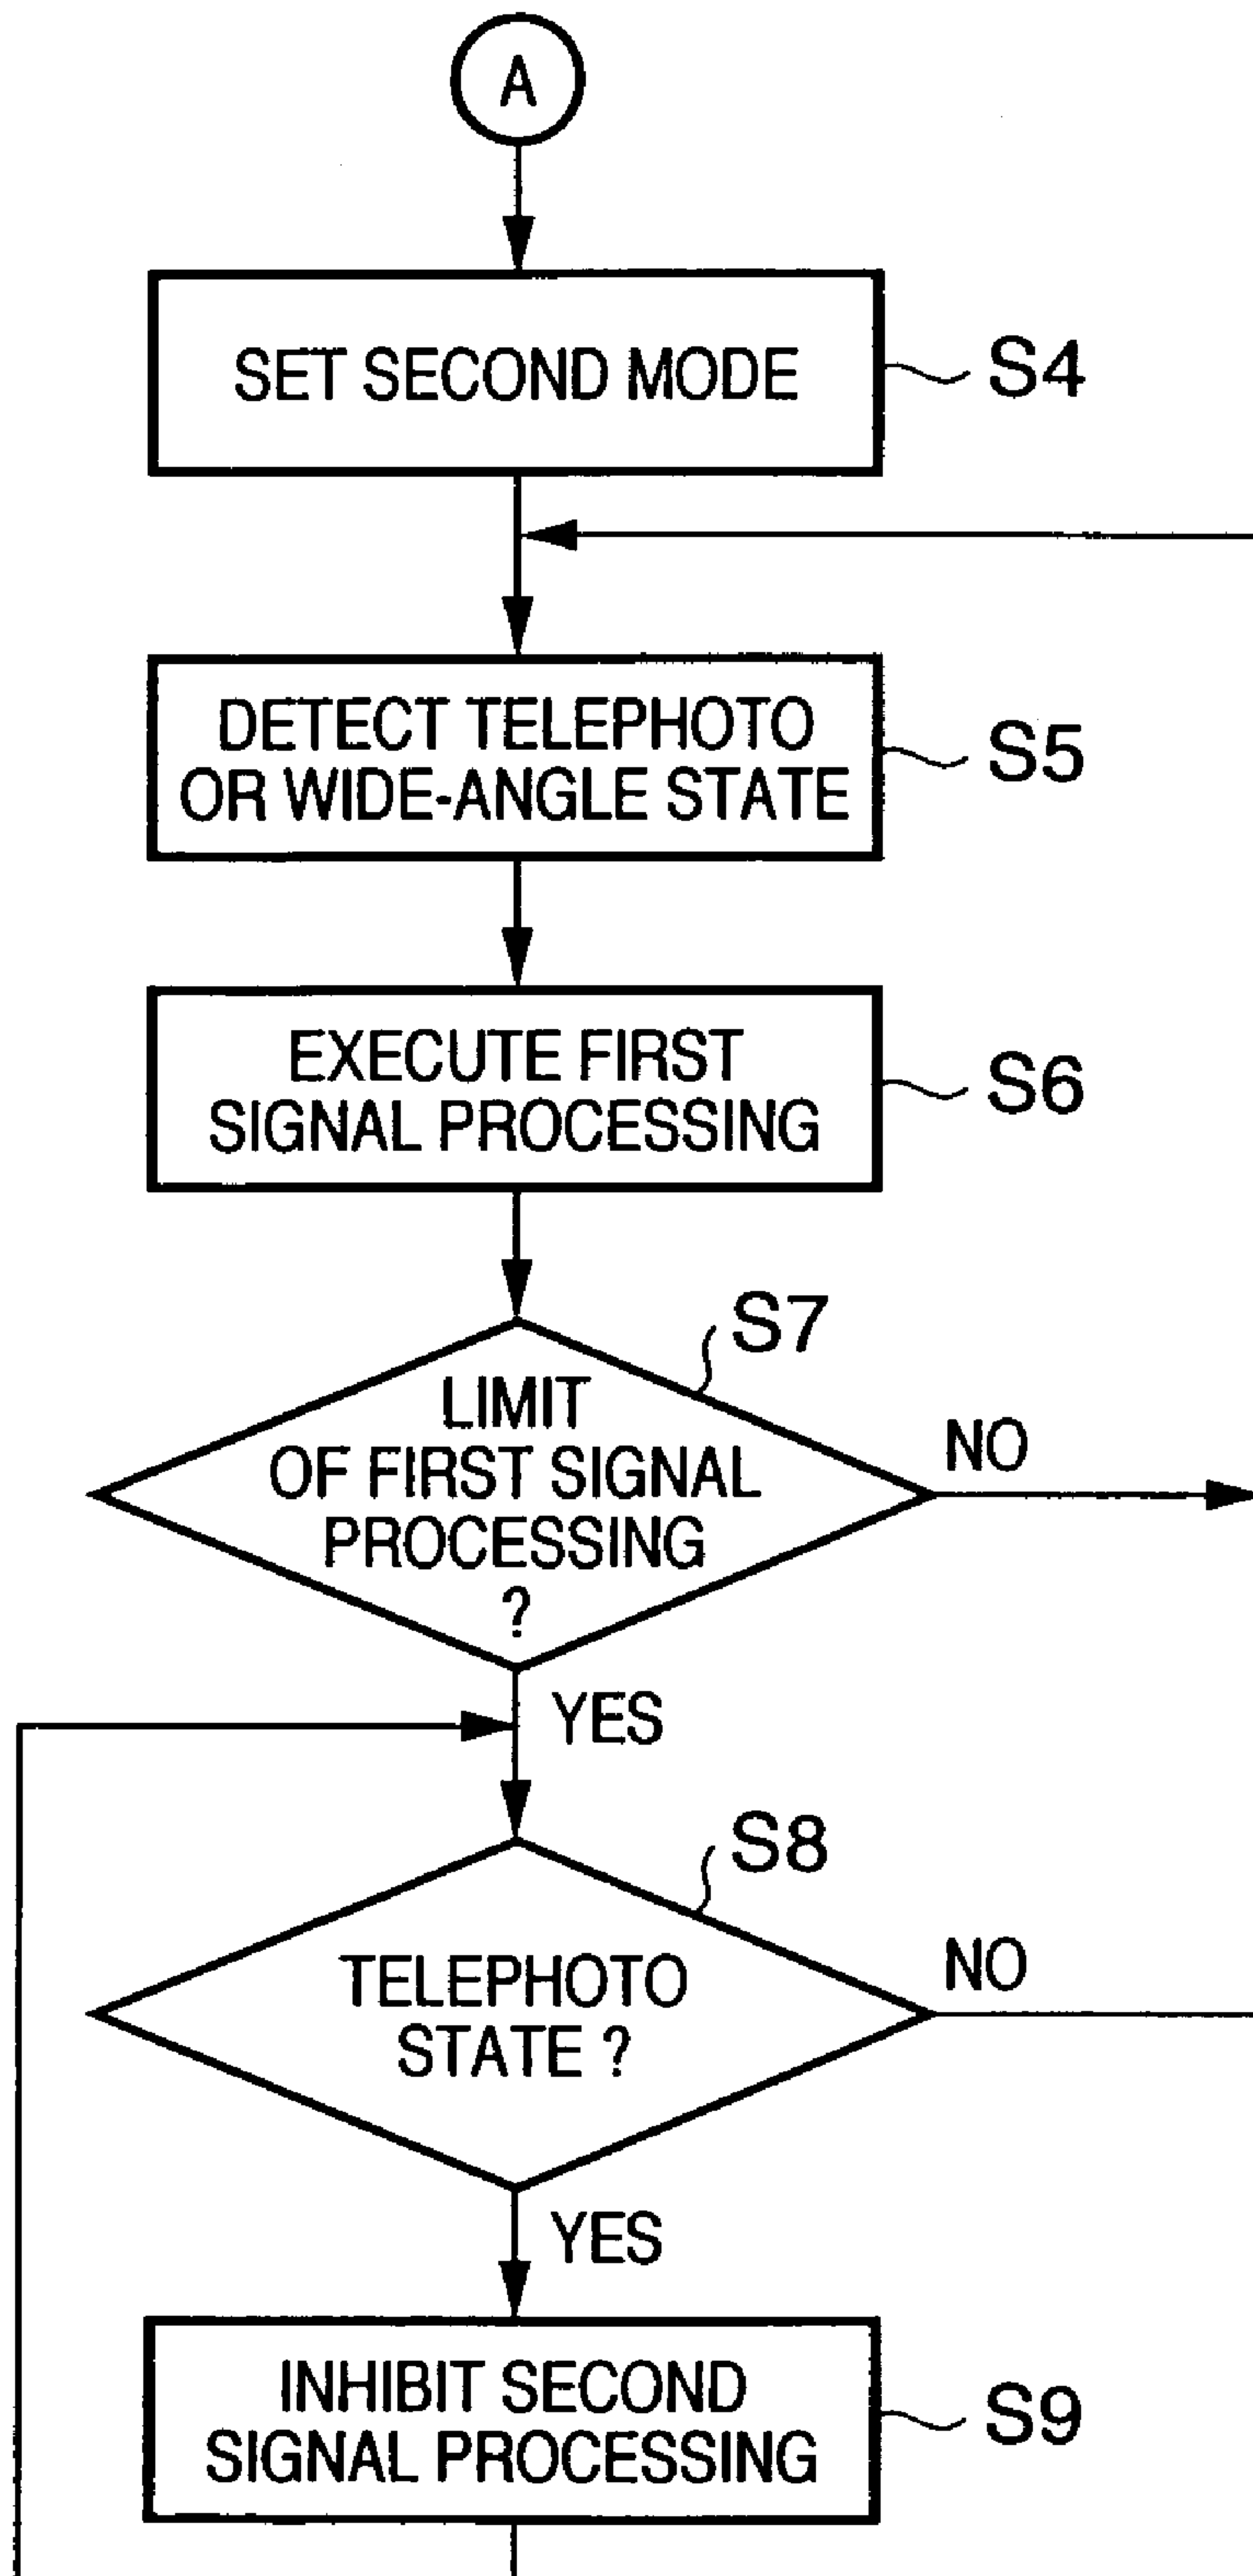 A
SET SECOND MODE
S4
DETECT TELEPHOTO
OR WIDE-ANGLE STATE
S5
EXECUTE FIRST
SIGNAL PROCESSING
S6
S7
LIMIT
OF FIRST SIGNAL
PROCESSING
?
NO
YES
S8
TELEPHOTO
STATE ?
NO
YES
INHIBIT SECOND
SIGNAL PROCESSING
S9